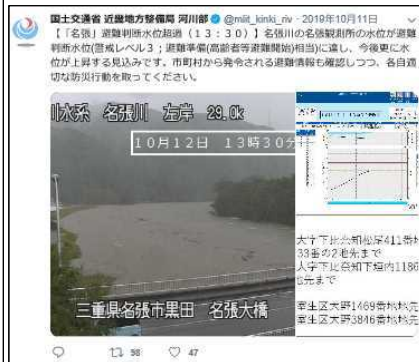 国土交通省 近畿地方整備局 河川部 @mlit_kinki_riv・2019年10月11日
【「名張」避難判断水位超過（１３：３０）】名張川の名張観測所の水位が避難
判断水位(警戒レベル３；避難準備(高齢者等避難開始)相当)に達し、今後更に水
位が上昇する見込みです。市町村から発令される避難情報も確認しつつ、各自適
切な防災行動を取ってください。
川水系 名張川 左岸 29.0k
１０月１２日 １３時３０分
三重県名張市黒田 名張大橋
大字下比奈知松尾411番地
33番の2地先まで
大字下比奈知下垣内1186
地先まで
室生区大野1469番地地先
室生区大野3846番地地先
98
47